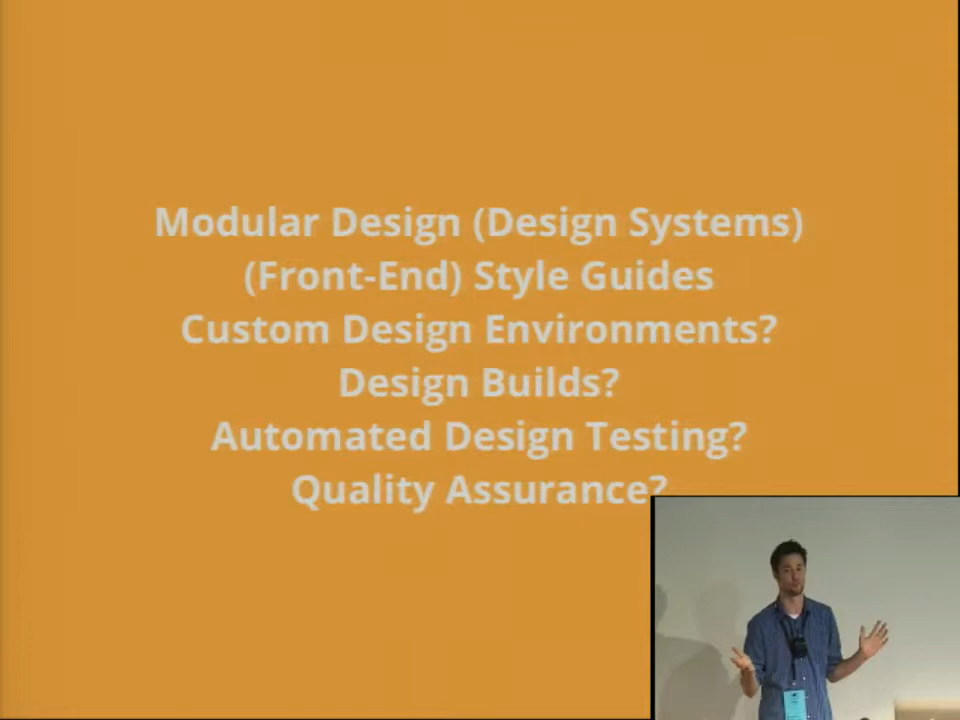 Modular Design (Design Systems)
(Front-End) Style Guides
Custom Design Environments?
Design Builds?
Automated Design Testing?
Quality Assurance?